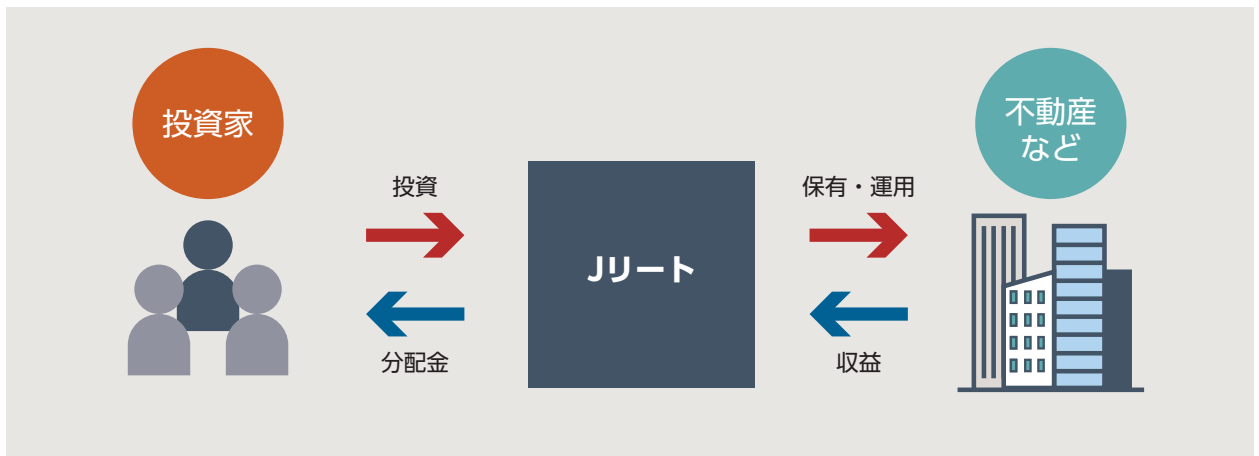 投資家
不動産
など
投資
保有・運用
Jリート
分配金
収益